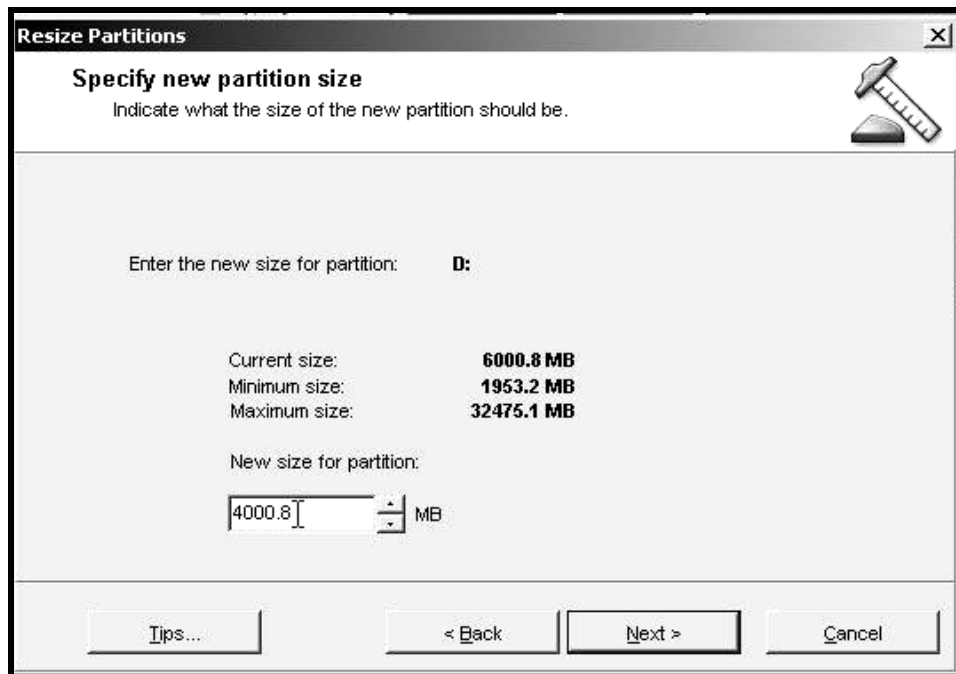 Resize Partitions
Specify new partition size
Indicate what the size of the new partition should be.
Enter the new size for partition: D:
Current size: 6000.8 MB
Minimum size: 1953.2 MB
Maximum size: 32475.1 MB
New size for partition:
4000.8 MB
Tips... < Back Next > Cancel